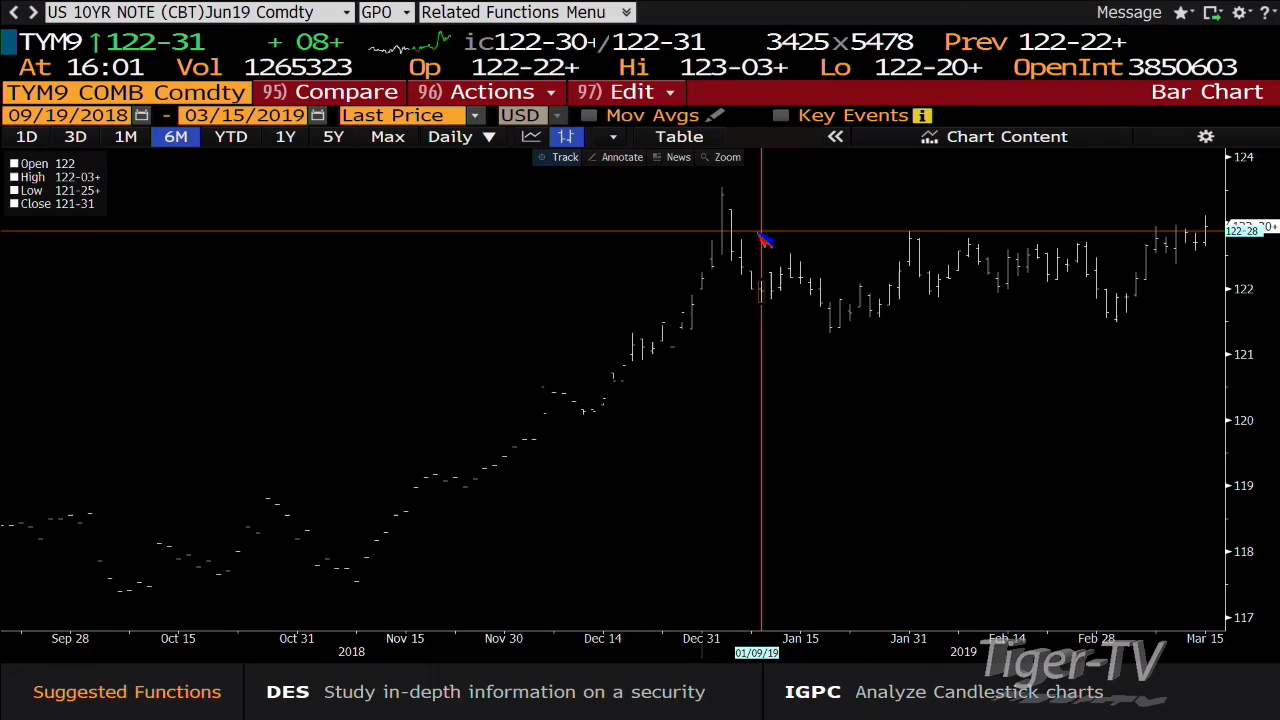 US 10YR NOTE (CBT)Jun19 Comdty GPO Related Functions Menu Message
TYM9 ↑122-31 + 08+ ic122-30+/122-31 3425x5478 Prev 122-22+
At 16:01 Vol 1265323 Op 122-22+ Hi 123-03+ Lo 122-20+ OpenInt 3850603
TYM9 COMB Comdty 95) Compare 96) Actions 97) Edit Bar Chart
09/19/2018 - 03/15/2019 Last Price USD Mov Avgs Key Events
1D 3D 1M 6M YTD 1Y 5Y Max Daily ▼ Table « Chart Content
Track Annotate News Zoom
Open 122
High 122-03+
Low 121-25+
Close 121-31
124
122-28
122
121
120
119
118
117
Sep 28 Oct 15 Oct 31 Nov 15 Nov 30 Dec 14 Dec 31 Jan 15 Jan 31 Feb 14 Feb 28 Mar 15
2018 01/09/19 2019
Tiger-TV
Suggested Functions DES Study in-depth information on a security IGPC Analyze Candlestick charts